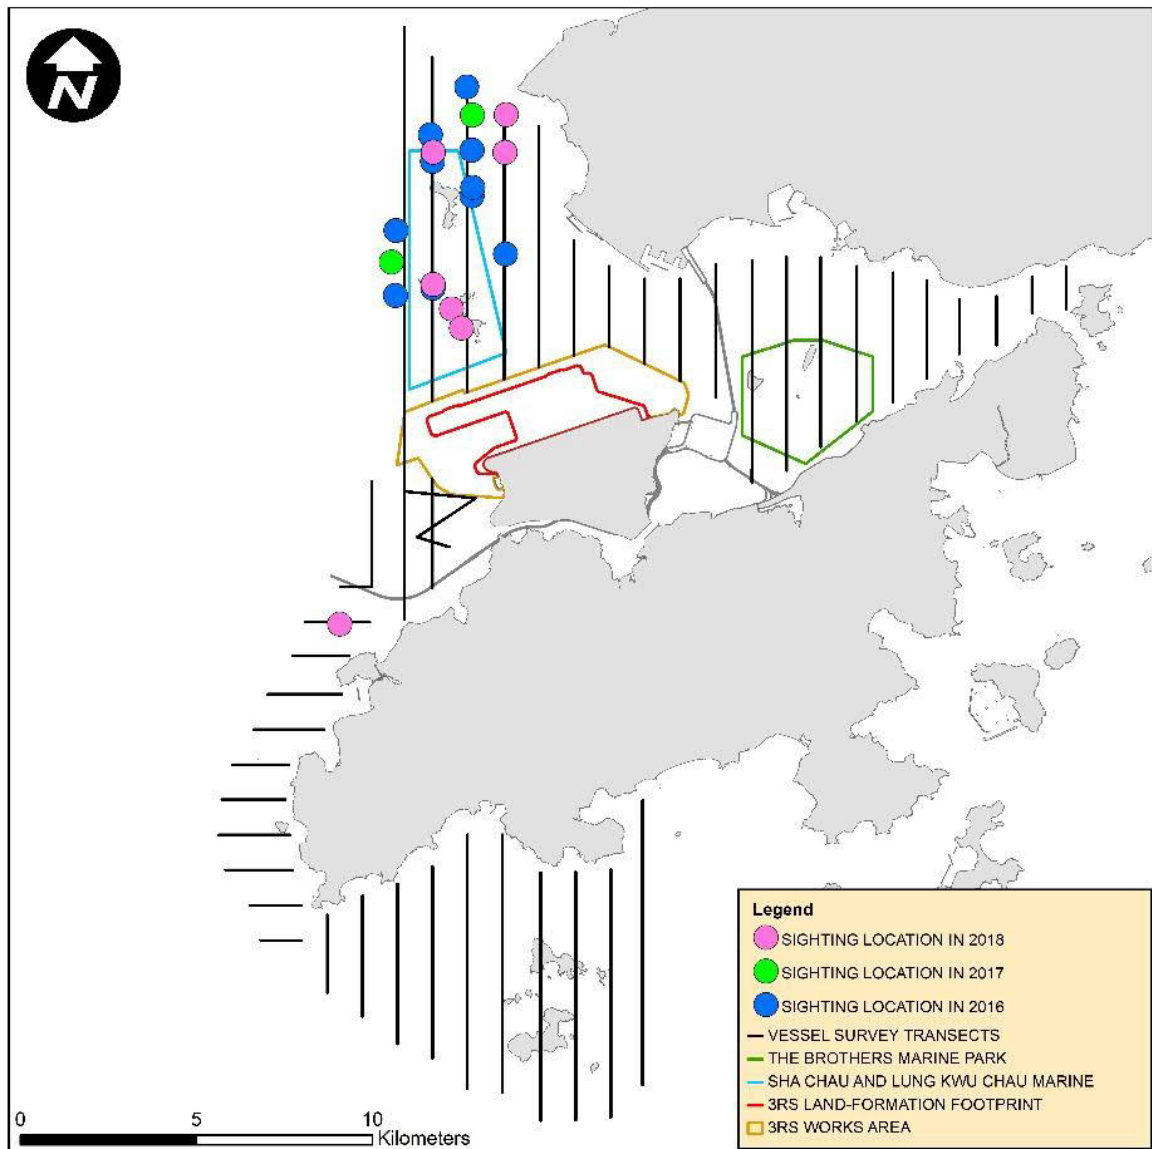 N
Legend
SIGHTING LOCATION IN 2018
SIGHTING LOCATION IN 2017
SIGHTING LOCATION IN 2016
VESSEL SURVEY TRANSECTS
THE BROTHERS MARINE PARK
SHA CHAU AND LUNG KWU CHAU MARINE
3RS LAND-FORMATION FOOTPRINT
3RS WORKS AREA
0 5 10
Kilometers